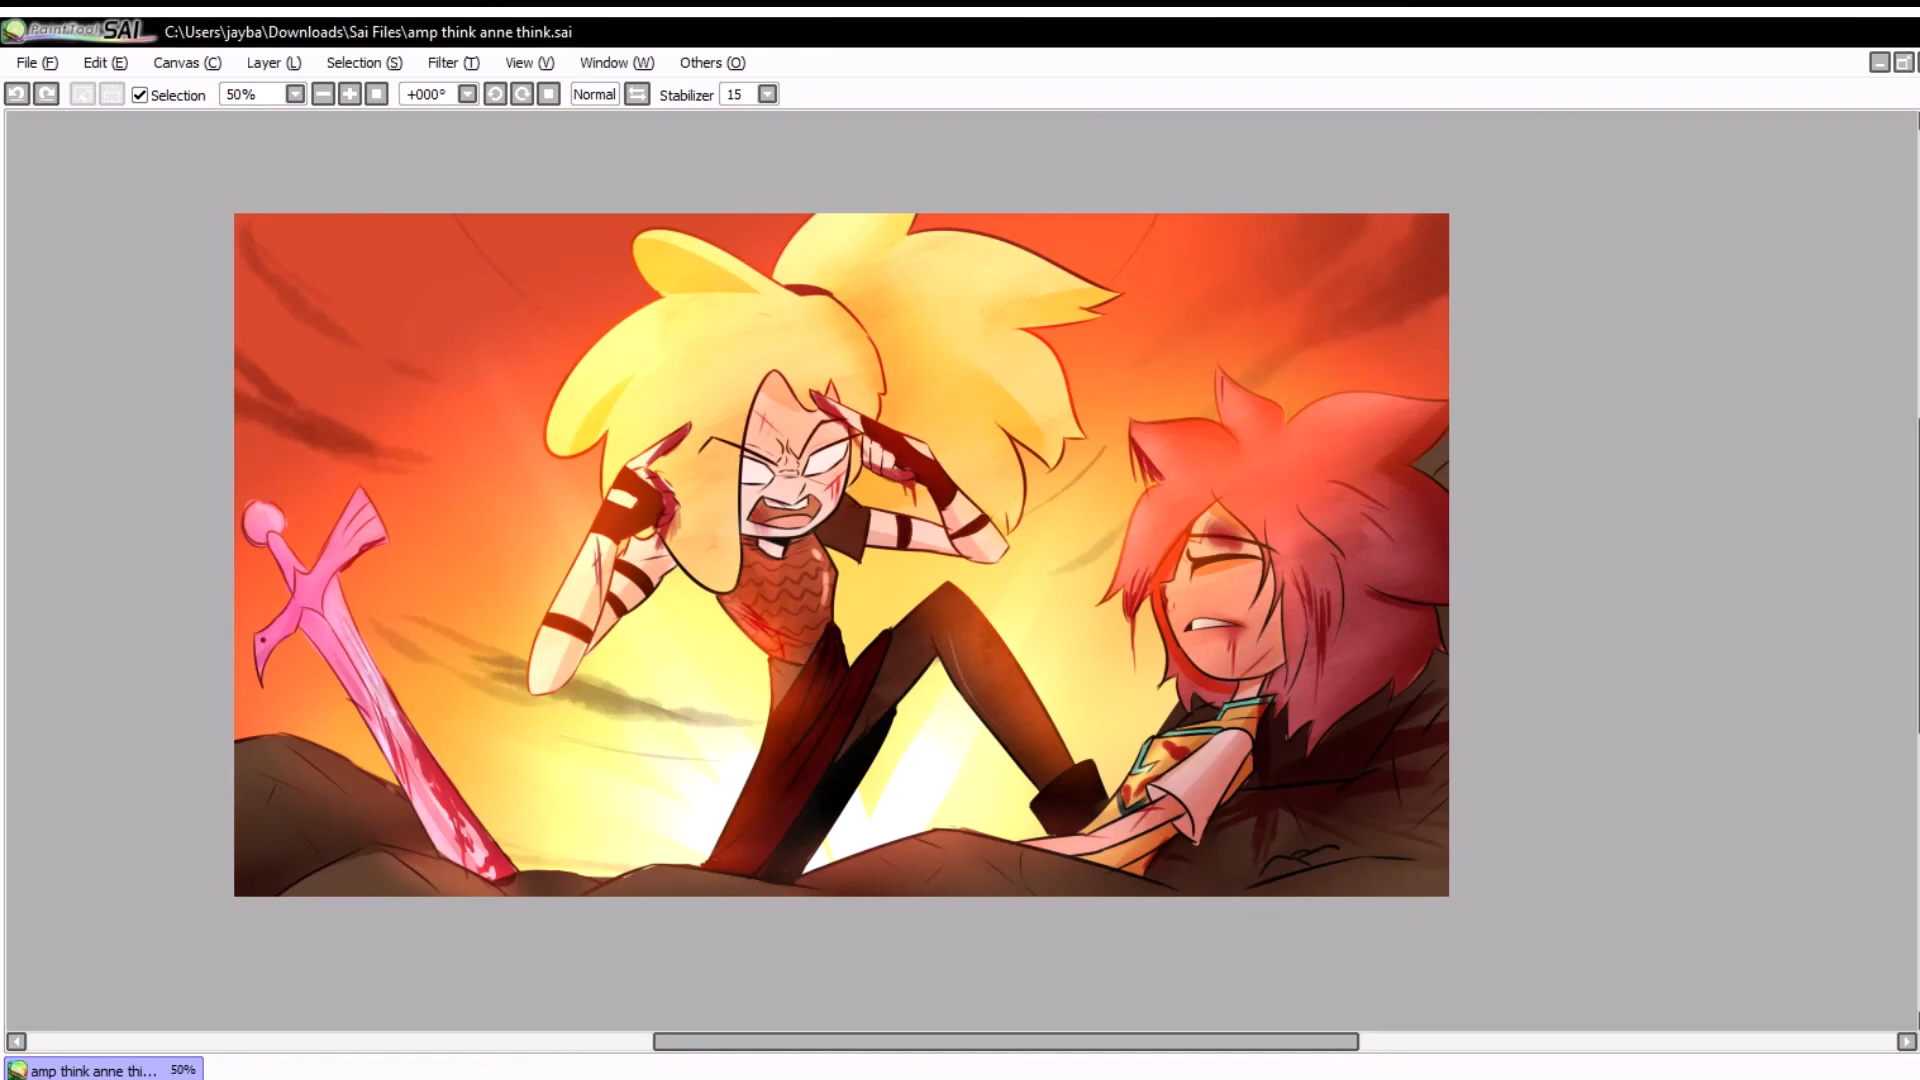 PaintTool SAI C:\Users\jayba\Downloads\Sai Files\amp think anne think.sai
File (F) Edit (E) Canvas (C) Layer (L) Selection (S) Filter (T) View (V) Window (W) Others (O)
Selection 50% +000° Normal Stabilizer 15
amp think anne thi... 50%